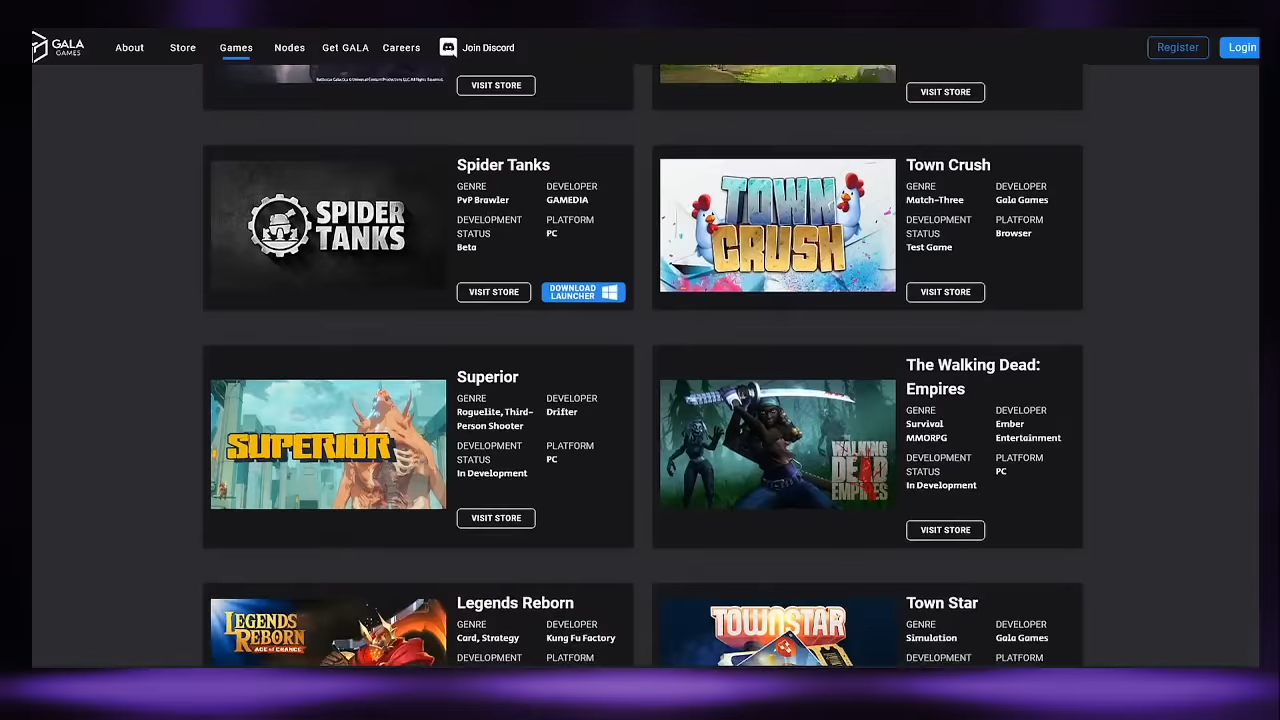 GALA
GAMES
About
Store
Games
Nodes
Get GALA
Careers
Join Discord
Register
Login
VISIT STORE
VISIT STORE
SPIDER
TANKS
Spider Tanks
GENRE
PvP Brawler
DEVELOPER
GAMEDIA
DEVELOPMENT
STATUS
Beta
PLATFORM
PC
VISIT STORE
DOWNLOAD
LAUNCHER
TOWN
CRUSH
Town Crush
GENRE
Match-Three
DEVELOPER
Gala Games
DEVELOPMENT
STATUS
Test Game
PLATFORM
Browser
VISIT STORE
SUPERIOR
Superior
GENRE
Roguelite, Third-
Person Shooter
DEVELOPER
Drifter
DEVELOPMENT
STATUS
In Development
PLATFORM
PC
VISIT STORE
THE
WALKING
DEAD
EMPIRES
The Walking Dead:
Empires
GENRE
Survival
MMORPG
DEVELOPER
Ember
Entertainment
DEVELOPMENT
STATUS
In Development
PLATFORM
PC
VISIT STORE
LEGENDS
REBORN
AGE OF CHANCE
Legends Reborn
GENRE
Card, Strategy
DEVELOPER
Kung Fu Factory
DEVELOPMENT
PLATFORM
TOWNSTAR
Town Star
GENRE
Simulation
DEVELOPER
Gala Games
DEVELOPMENT
PLATFORM